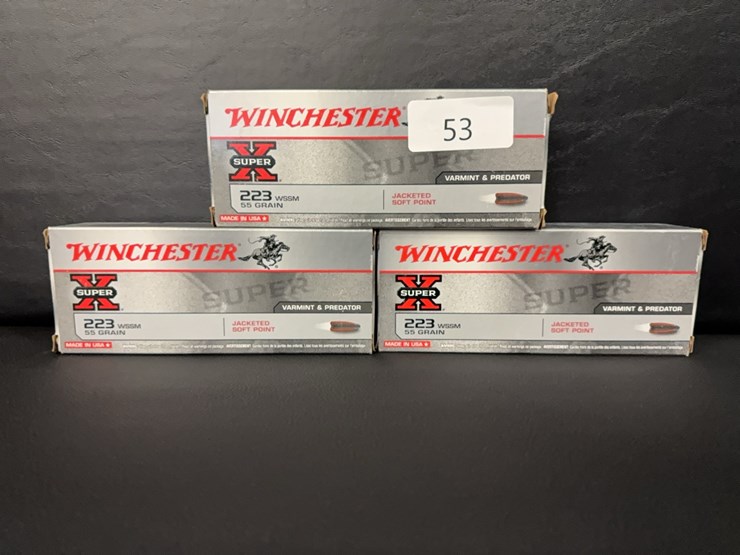 WINCHESTER
53
SUPER
X
SUPER
VARMINT & PREDATOR
223 WSSM
55 GRAIN
JACKETED
SOFT POINT
MADE IN USA
WINCHESTER
X
SUPER
SUPER
VARMINT & PREDATOR
223 WSSM
55 GRAIN
JACKETED
SOFT POINT
MADE IN USA
WINCHESTER
X
SUPER
SUPER
VARMINT & PREDATOR
223 WSSM
55 GRAIN
JACKETED
SOFT POINT
MADE IN USA